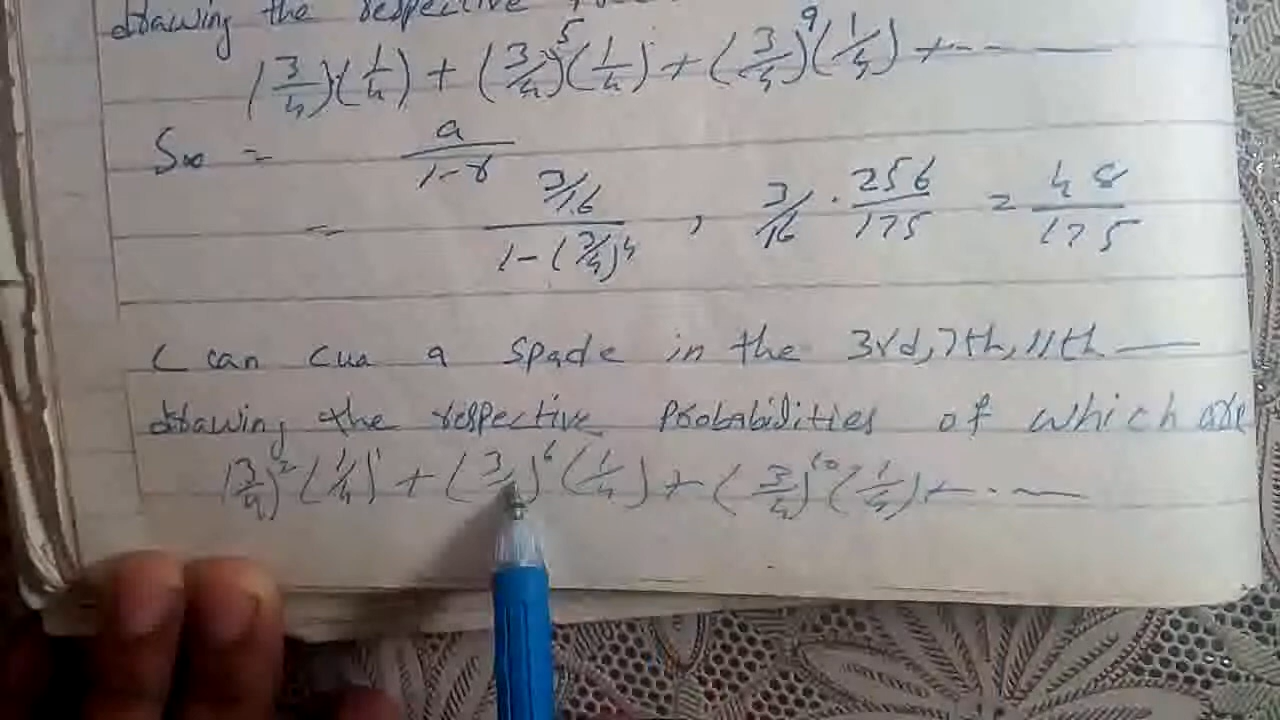 drawing the respective
(3/4)(1/4) + (3/4)^5(1/4) + (3/4)^9(1/4) + ---
S∞ = a/(1-r)
= (3/16)/(1-(3/4)^4) , 3/16 . 256/175 = 48/175
C can cua a spade in the 3rd, 7th, 11th —
drawing the respective Probabilities of which are
(3/4)^2(1/4)^1 + (3/4)^6(1/4) + (3/4)^10(1/4) + - - —